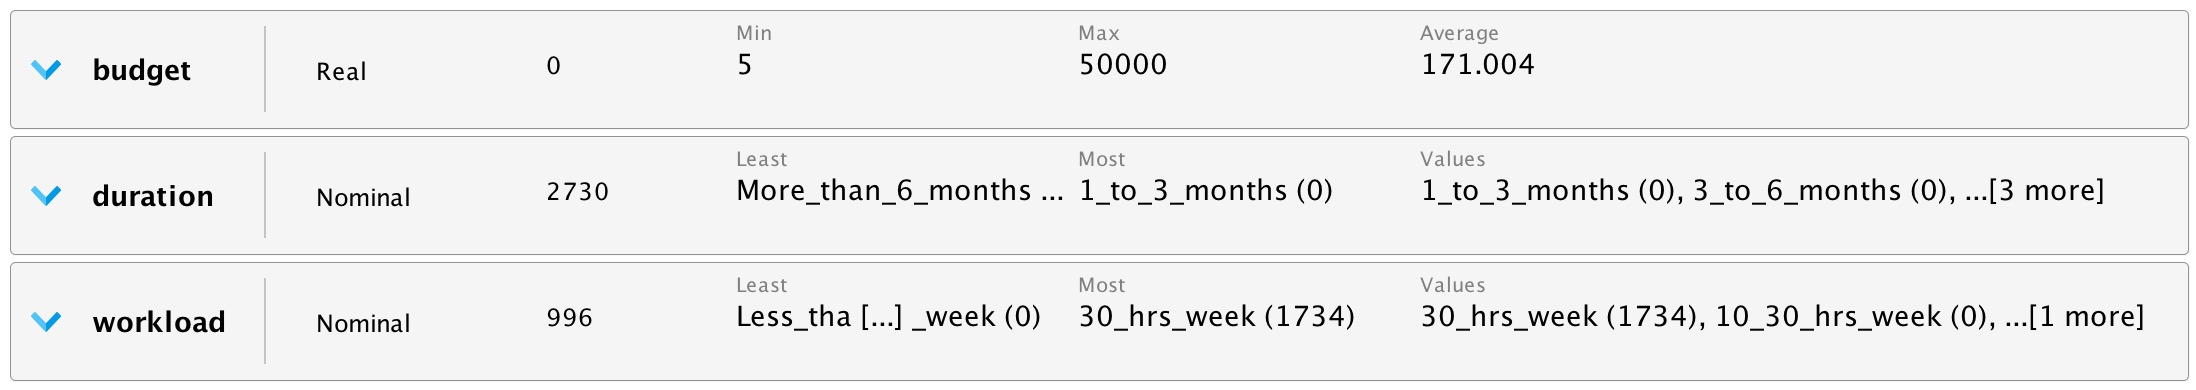 Min Max Average
budget Real 0 5 50000 171.004
Least Most Values
duration Nominal 2730 More_than_6_months ... 1_to_3_months (0) 1_to_3_months (0), 3_to_6_months (0), ...[3 more]
Least Most Values
workload Nominal 996 Less_tha [...] _week (0) 30_hrs_week (1734) 30_hrs_week (1734), 10_30_hrs_week (0), ...[1 more]